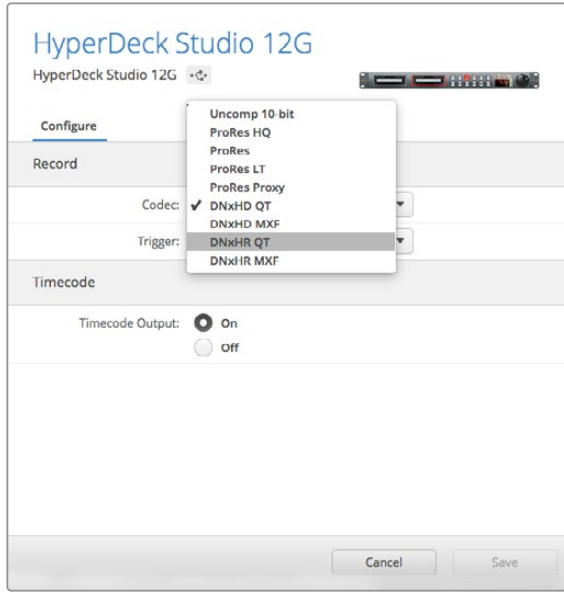 HyperDeck Studio 12G
HyperDeck Studio 12G
Configure
Record
Codec:
Uncomp 10-bit
ProRes HQ
ProRes
ProRes LT
ProRes Proxy
✔ DNxHD QT
DNxHD MXF
DNxHR QT
DNxHR MXF
Trigger:
Timecode
Timecode Output: On
Off
Cancel Save